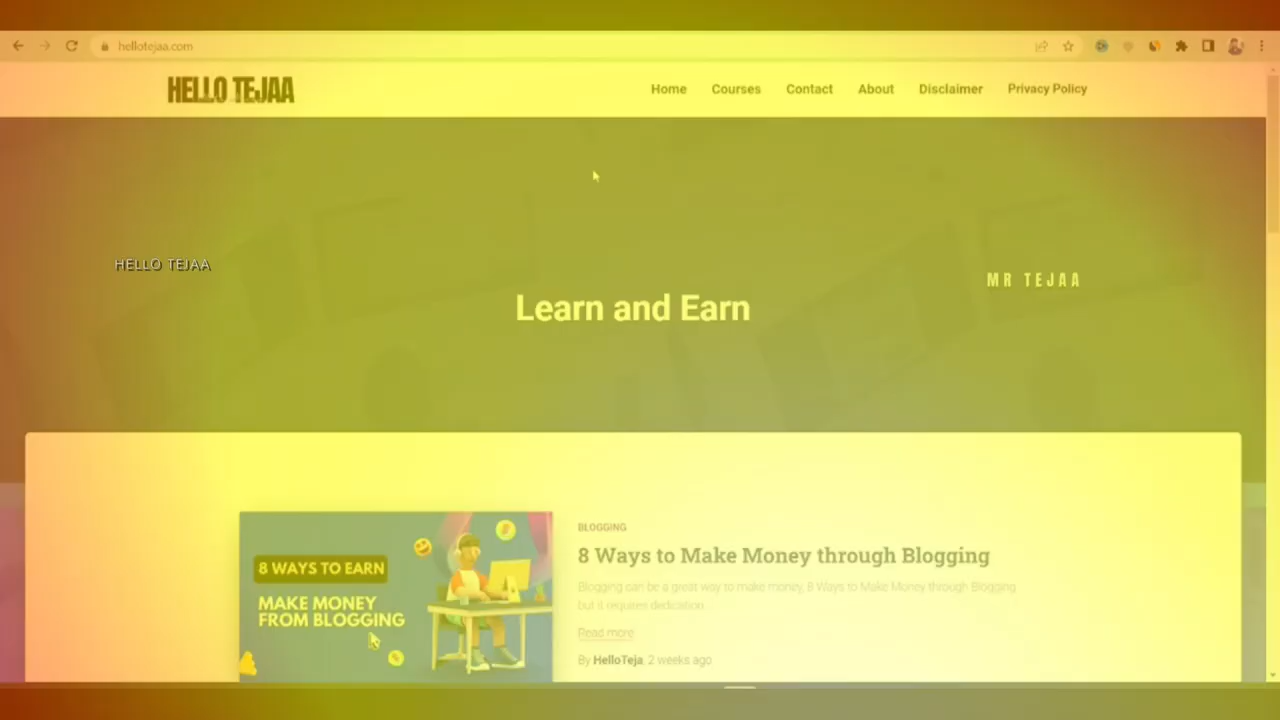 hellotejaa.com
HELLO TEJAA
Home Courses Contact About Disclaimer Privacy Policy
HELLO TEJAA
MR TEJAA
Learn and Earn
8 WAYS TO EARN
MAKE MONEY
FROM BLOGGING
BLOGGING
8 Ways to Make Money through Blogging
Blogging can be a great way to make money, 8 Ways to Make Money through Blogging
but it requires dedication...
Read more
By HelloTeja, 2 weeks ago